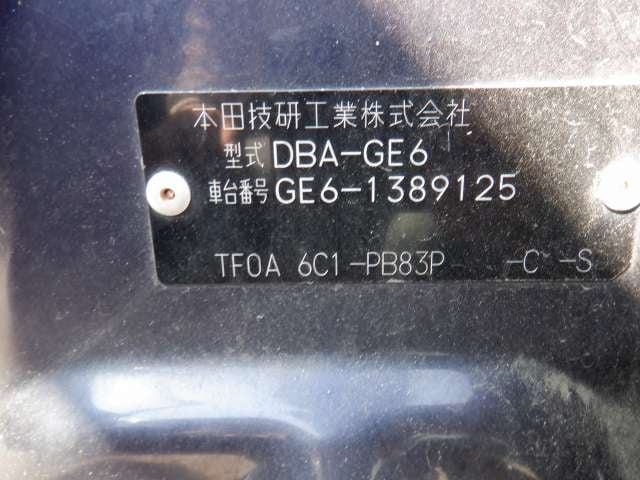 本田技研工業株式会社
型式 DBA-GE6
車台番号 GE6-1389125
TF0A 6C1-PB83P -C -S